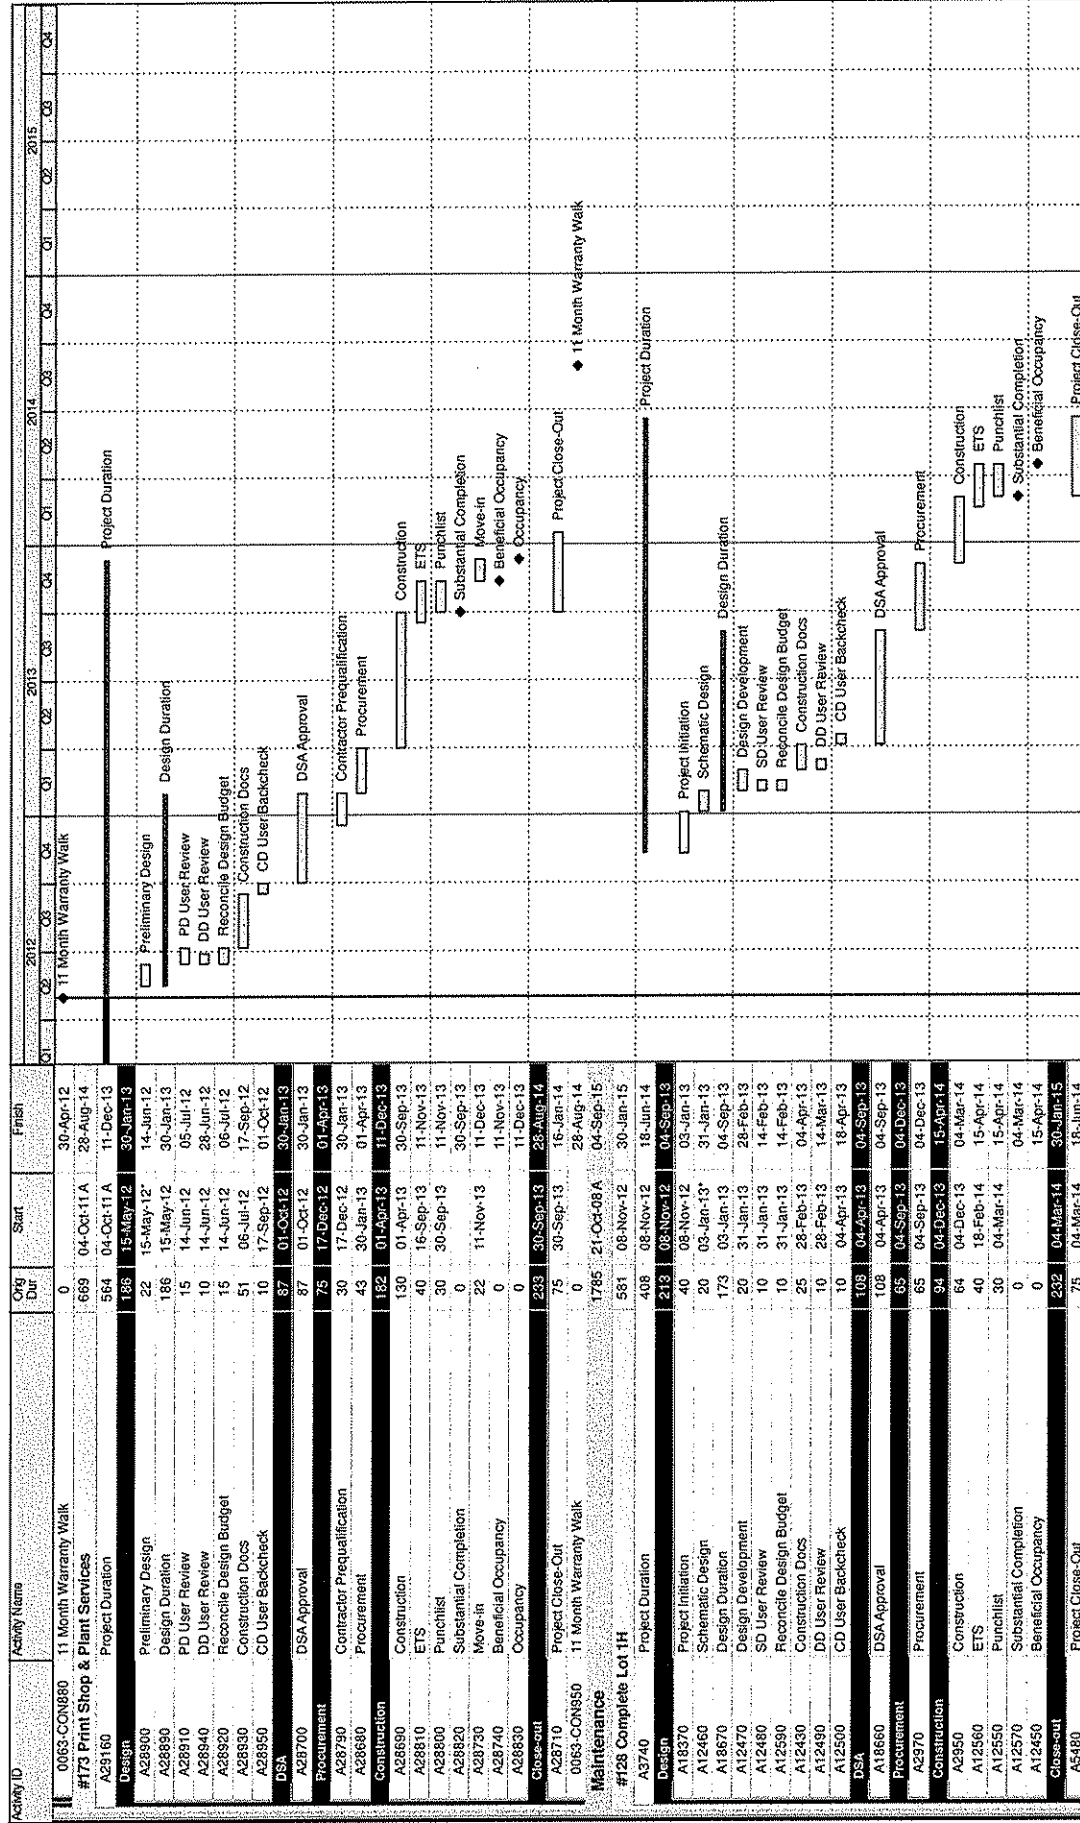 Activity ID Activity Name Orig Dur Start Finish 2012 2013 2014 2015
Q1 Q2 Q3 Q4 Q1 Q2 Q3 Q4 Q1 Q2 Q3 Q4 Q1 Q2 Q3 Q4
0063-CON880 11 Month Warranty Walk 0 30-Apr-12 11 Month Warranty Walk
#173 Print Shop & Plant Services 669 04-Oct-11 A 28-Aug-14
A29160 Project Duration 564 04-Oct-11 A 11-Dec-13 Project Duration
Design 186 15-May-12 30-Jan-13
A28900 Preliminary Design 22 15-May-12* 14-Jun-12 Preliminary Design
A28890 Design Duration 186 15-May-12 30-Jan-13 Design Duration
A28910 PD User Review 15 14-Jun-12 05-Jul-12 PD User Review
A28940 DD User Review 10 14-Jun-12 28-Jun-12 DD User Review
A28920 Reconcile Design Budget 15 14-Jun-12 06-Jul-12 Reconcile Design Budget
A28930 Construction Docs 51 06-Jul-12 17-Sep-12 Construction Docs
A28950 CD User Backcheck 10 17-Sep-12 01-Oct-12 CD User Backcheck
DSA 87 01-Oct-12 30-Jan-13
A28700 DSA Approval 87 01-Oct-12 30-Jan-13 DSA Approval
Procurement 75 17-Dec-12 01-Apr-13
A28790 Contractor Prequalification 30 17-Dec-12 30-Jan-13 Contractor Prequalification
A28680 Procurement 43 30-Jan-13 01-Apr-13 Procurement
Construction 182 01-Apr-13 11-Dec-13
A28690 Construction 130 01-Apr-13 30-Sep-13 Construction
A28810 ETS 40 16-Sep-13 11-Nov-13 ETS
A28800 Punchlist 30 30-Sep-13 11-Nov-13 Punchlist
A28820 Substantial Completion 0 30-Sep-13 Substantial Completion
A28730 Move-in 22 11-Nov-13 11-Dec-13 Move-in
A28740 Beneficial Occupancy 0 11-Nov-13 Beneficial Occupancy
A28830 Occupancy 0 11-Dec-13 Occupancy
Close-out 233 30-Sep-13 28-Aug-14
A28710 Project Close-Out 75 30-Sep-13 16-Jan-14 Project Close-Out
0063-CON950 11 Month Warranty Walk 0 28-Aug-14 11 Month Warranty Walk
Maintenance 1785 21-Oct-08 A 04-Sep-15
#128 Complete Lot 1H 581 08-Nov-12 30-Jan-15
A3740 Project Duration 408 08-Nov-12 18-Jun-14 Project Duration
Design 213 08-Nov-12 04-Sep-13
A18370 Project Initiation 40 08-Nov-12 03-Jan-13 Project Initiation
A12460 Schematic Design 20 03-Jan-13* 31-Jan-13 Schematic Design
A18670 Design Duration 173 03-Jan-13 04-Sep-13 Design Duration
A12470 Design Development 20 31-Jan-13 28-Feb-13 Design Development
A12480 SD User Review 10 31-Jan-13 14-Feb-13 SD User Review
A12590 Reconcile Design Budget 10 31-Jan-13 14-Feb-13 Reconcile Design Budget
A12430 Construction Docs 25 28-Feb-13 04-Apr-13 Construction Docs
A12490 DD User Review 10 28-Feb-13 14-Mar-13 DD User Review
A12500 CD User Backcheck 10 04-Apr-13 18-Apr-13 CD User Backcheck
DSA 108 04-Apr-13 04-Sep-13
A18660 DSA Approval 108 04-Apr-13 04-Sep-13 DSA Approval
Procurement 65 04-Sep-13 04-Dec-13
A2970 Procurement 65 04-Sep-13 04-Dec-13 Procurement
Construction 94 04-Dec-13 15-Apr-14
A2950 Construction 64 04-Dec-13 04-Mar-14 Construction
A12560 ETS 40 18-Feb-14 15-Apr-14 ETS
A12550 Punchlist 30 04-Mar-14 15-Apr-14 Punchlist
A12570 Substantial Completion 0 04-Mar-14 Substantial Completion
A12450 Beneficial Occupancy 0 15-Apr-14 Beneficial Occupancy
Close-out 232 04-Mar-14 30-Jan-15
A5480 Project Close-Out 75 04-Mar-14 18-Jun-14 Project Close-Out